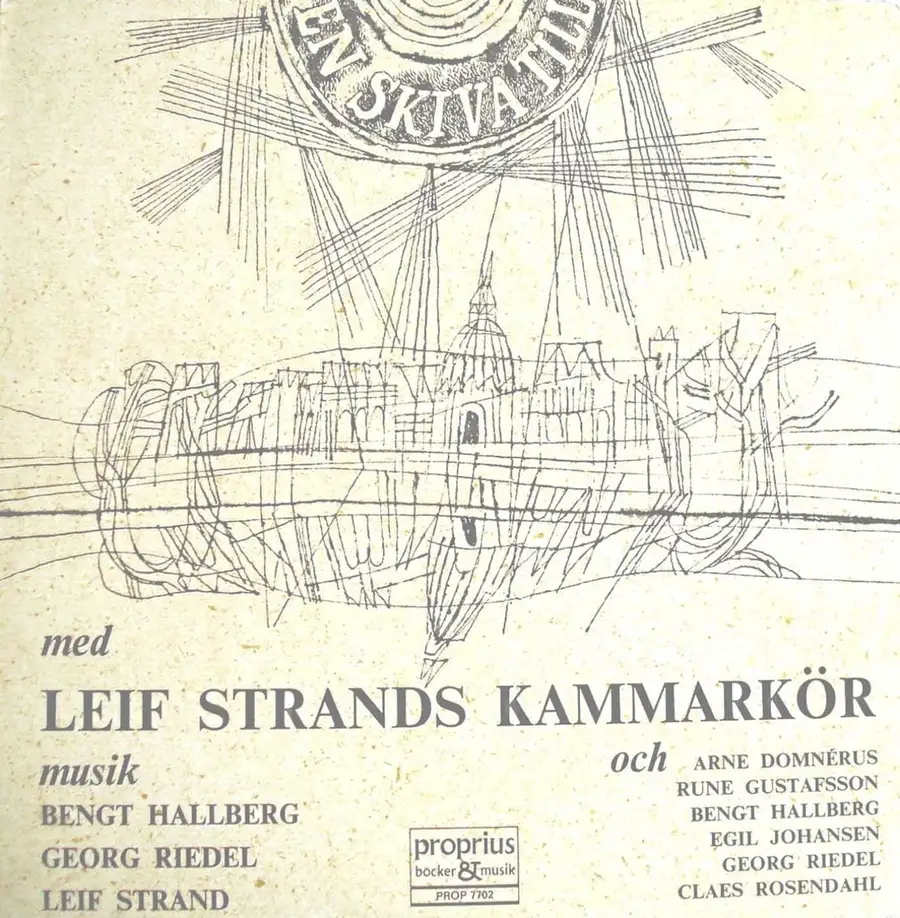 EN SKIVA TILL
med
LEIF STRANDS KAMMARKÖR
musik
BENGT HALLBERG
GEORG RIEDEL
LEIF STRAND
och ARNE DOMNÉRUS
RUNE GUSTAFSSON
BENGT HALLBERG
EGIL JOHANSEN
GEORG RIEDEL
CLAES ROSENDAHL
proprius
böcker & musik
PROP 7702